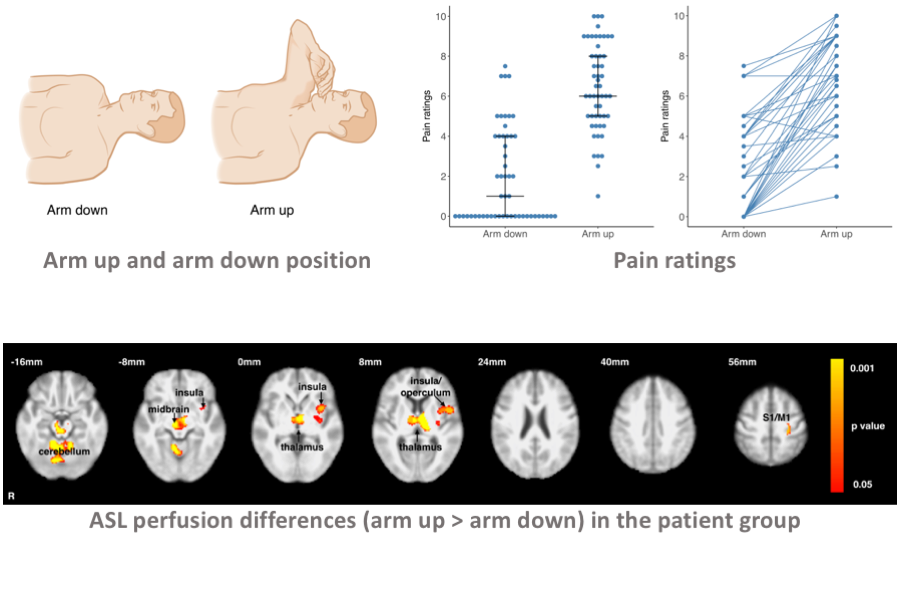 Arm down
Arm up
Arm up and arm down position
Pain ratings
10
8
6
4
2
0
Arm down
Arm up
Pain ratings
10
8
6
4
2
0
Arm down
Arm up
Pain ratings
-16mm
-8mm
0mm
8mm
24mm
40mm
56mm
cerebellum
insula
midbrain
insula
thalamus
insula/
operculum
thalamus
S1/M1
0.001
p value
0.05
R
ASL perfusion differences (arm up > arm down) in the patient group